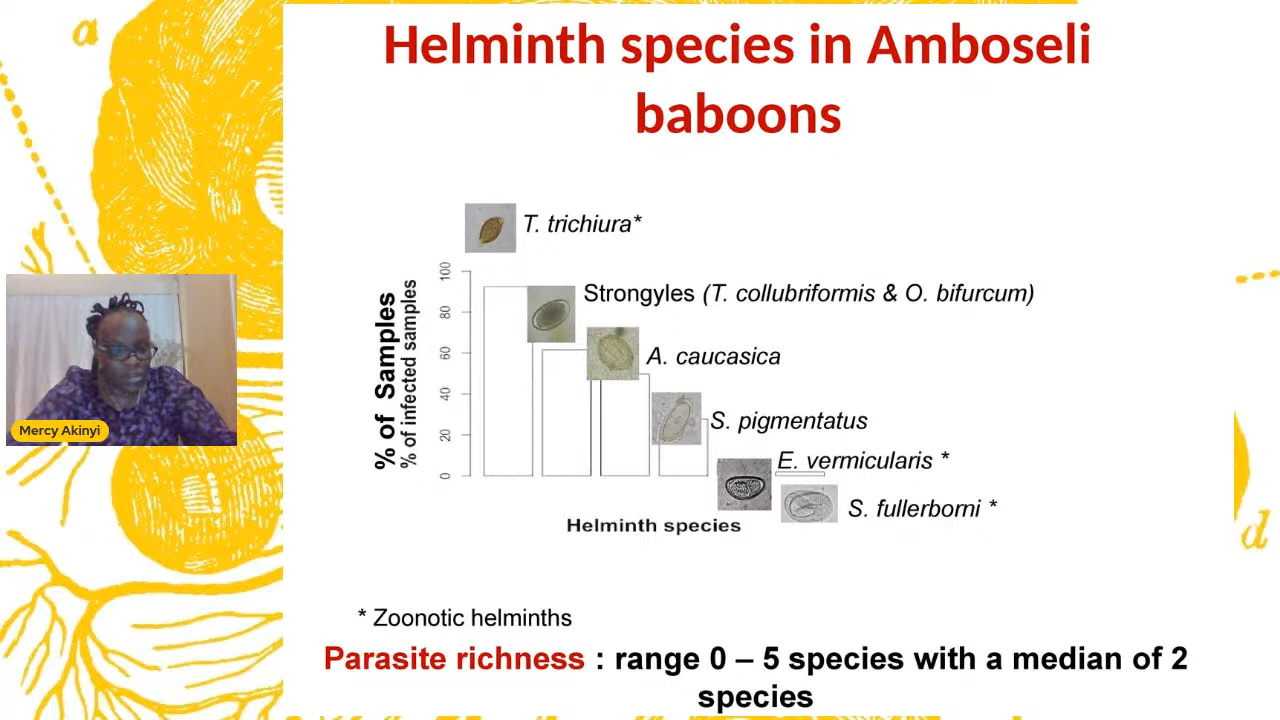 a
Helminth species in Amboseli
baboons
T. trichiura*
Strongyles (T. collubriformis & O. bifurcum)
A. caucasica
S. pigmentatus
E. vermicularis *
S. fullerborni *
% of Samples
% of infected samples
100
80
60
40
20
0
Helminth species
Mercy Akinyi
d
* Zoonotic helminths
Parasite richness : range 0 – 5 species with a median of 2
species